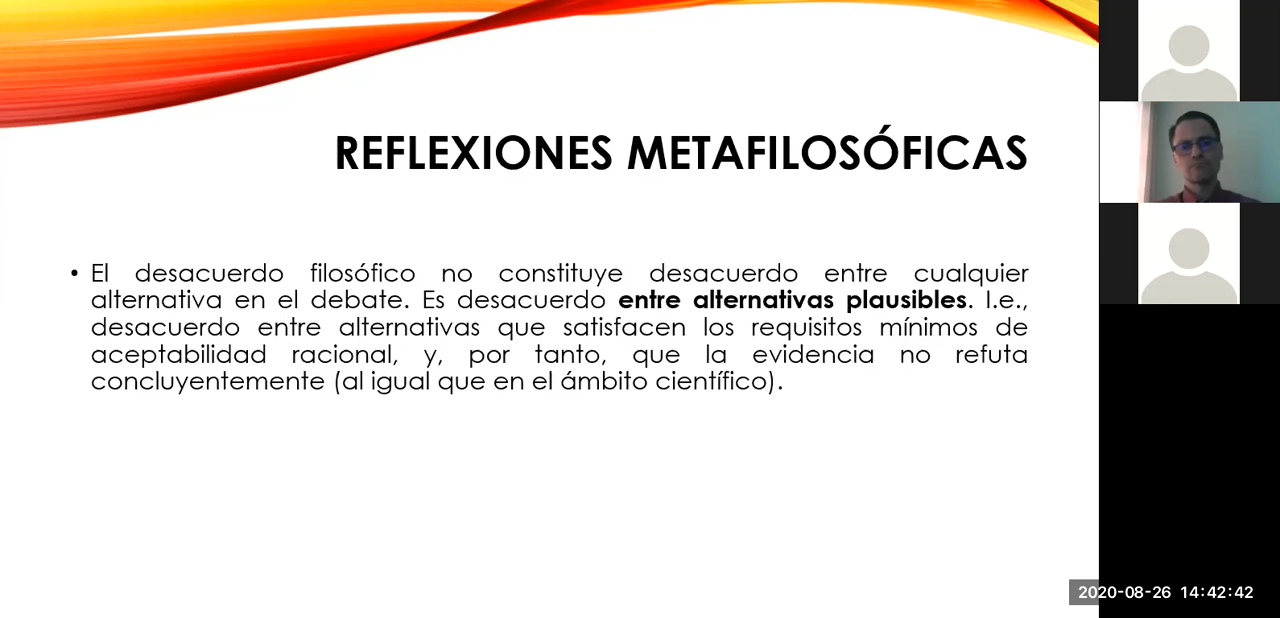 REFLEXIONES METAFILOSÓFICAS
• El desacuerdo filosófico no constituye desacuerdo entre cualquier
alternativa en el debate. Es desacuerdo entre alternativas plausibles. I.e.,
desacuerdo entre alternativas que satisfacen los requisitos mínimos de
aceptabilidad racional, y, por tanto, que la evidencia no refuta
concluyentemente (al igual que en el ámbito científico).
2020-08-26 14:42:42